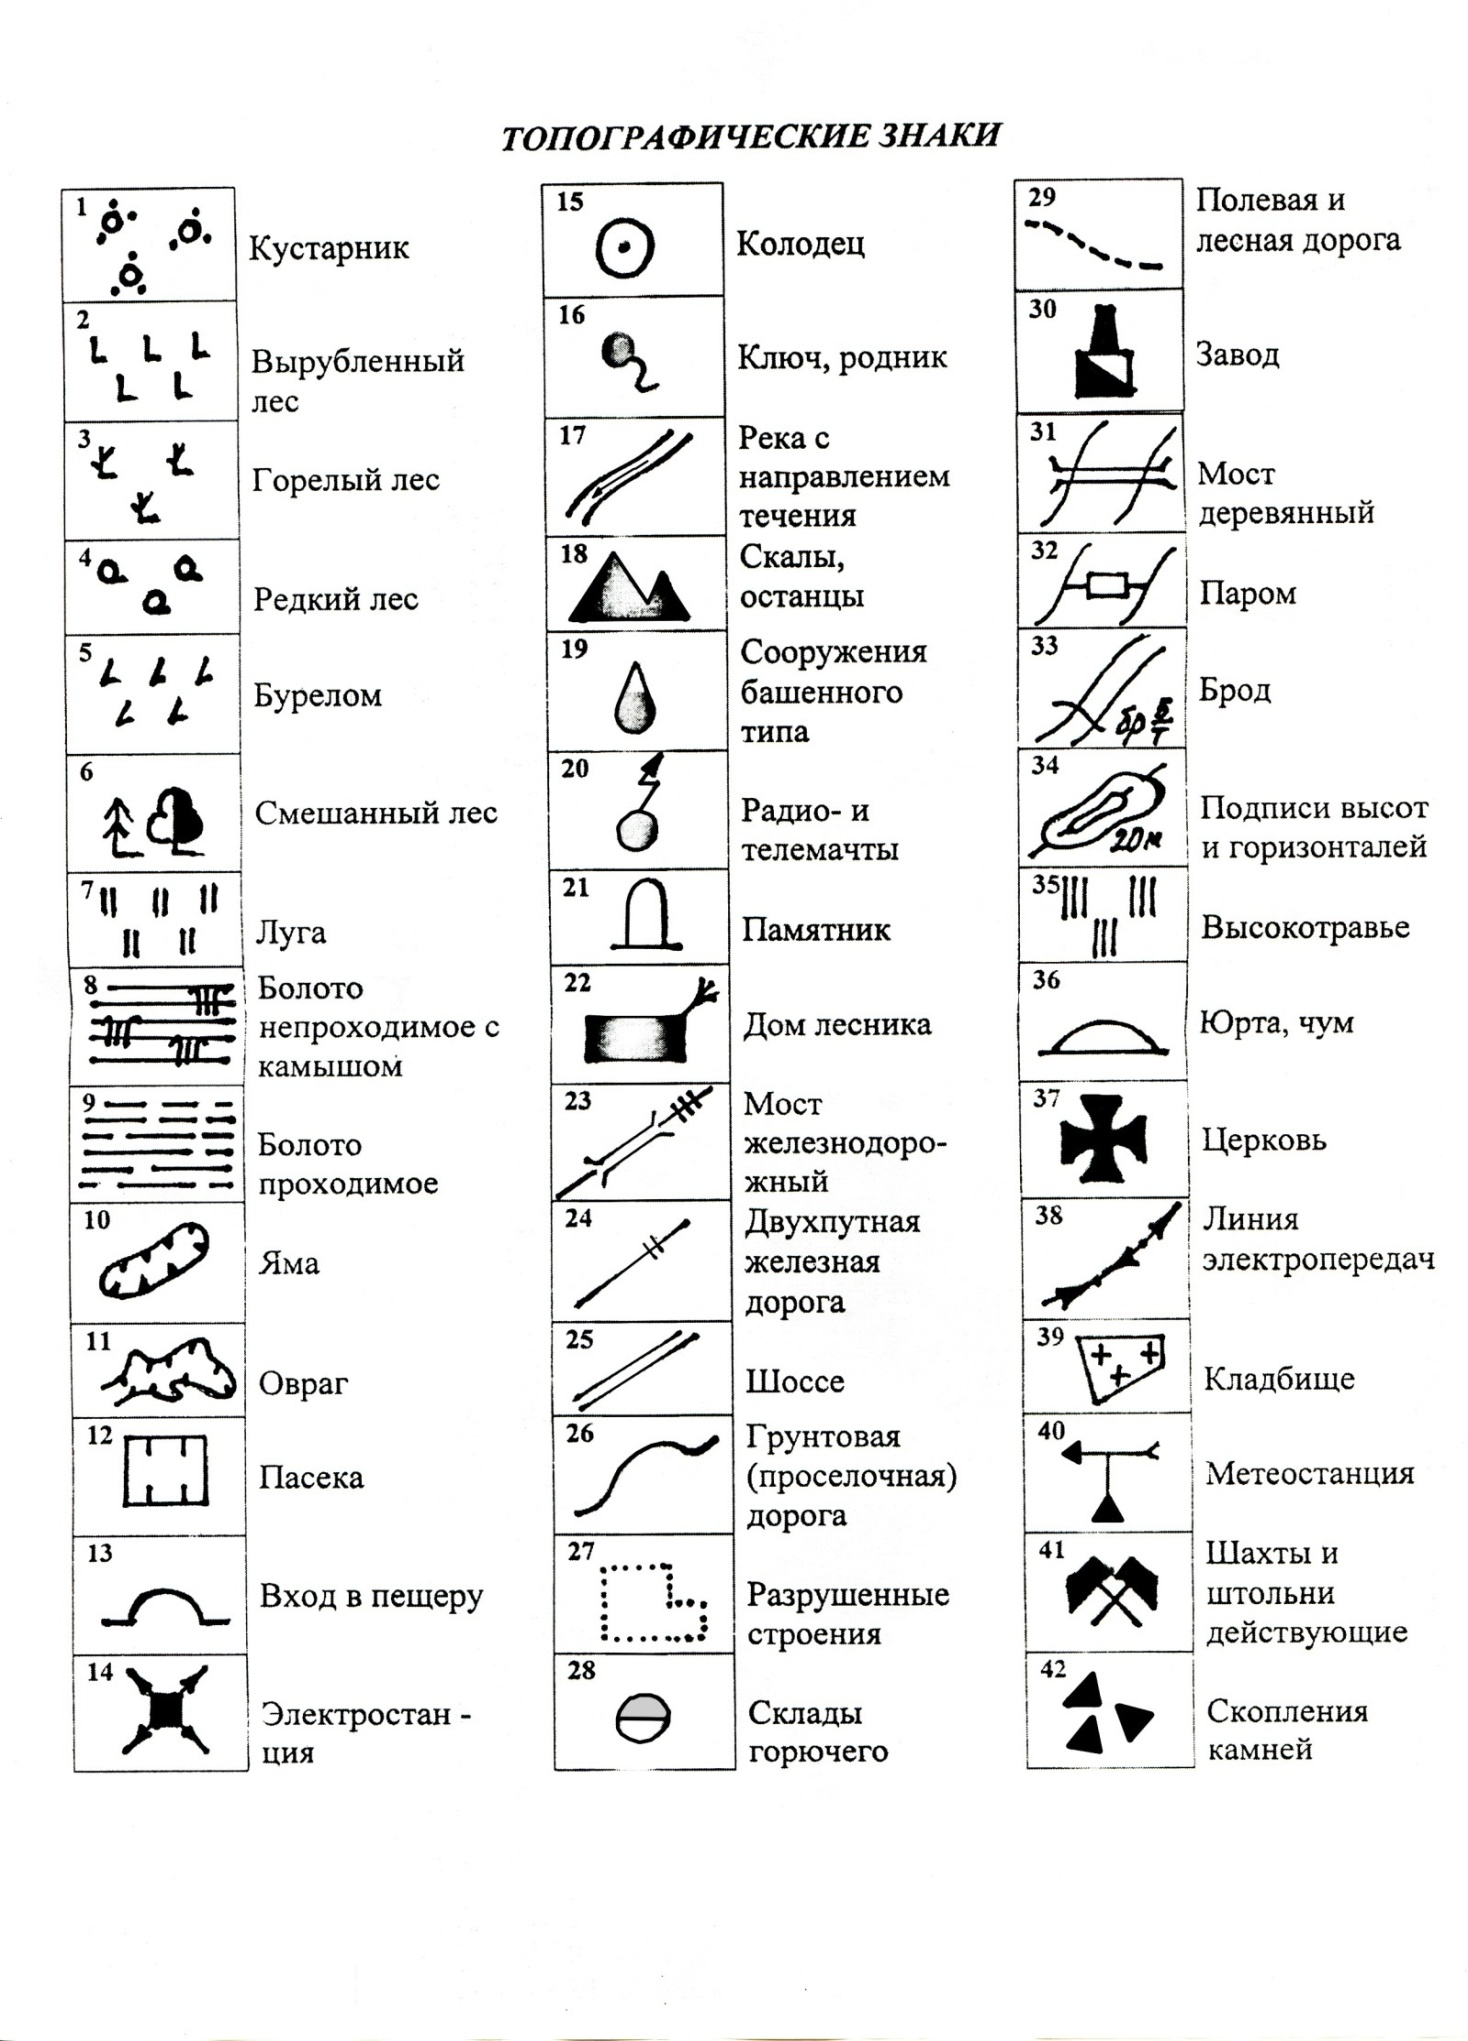 ТОПОГРАФИЧЕСКИЕ ЗНАКИ
1
Кустарник
2
Вырубленный
лес
3
Горелый лес
4
Редкий лес
5
Бурелом
6
Смешанный лес
7
Луга
8
Болото
непроходимое с
камышом
9
Болото
проходимое
10
Яма
11
Овраг
12
Пасека
13
Вход в пещеру
14
Электростан -
ция
15
Колодец
16
Ключ, родник
17
Река с
направлением
течения
18
Скалы,
останцы
19
Сооружения
башенного
типа
20
Радио- и
телемачты
21
Памятник
22
Дом лесника
23
Мост
железнодоро-
жный
24
Двухпутная
железная
дорога
25
Шоссе
26
Грунтовая
(проселочная)
дорога
27
Разрушенные
строения
28
Склады
горючего
29
Полевая и
лесная дорога
30
Завод
31
Мост
деревянный
32
Паром
33
Брод
бр Б/Т
34
Подписи высот
и горизонталей
20м
35
Высокотравье
36
Юрта, чум
37
Церковь
38
Линия
электропередач
39
Кладбище
40
Метеостанция
41
Шахты и
штольни
действующие
42
Скопления
камней